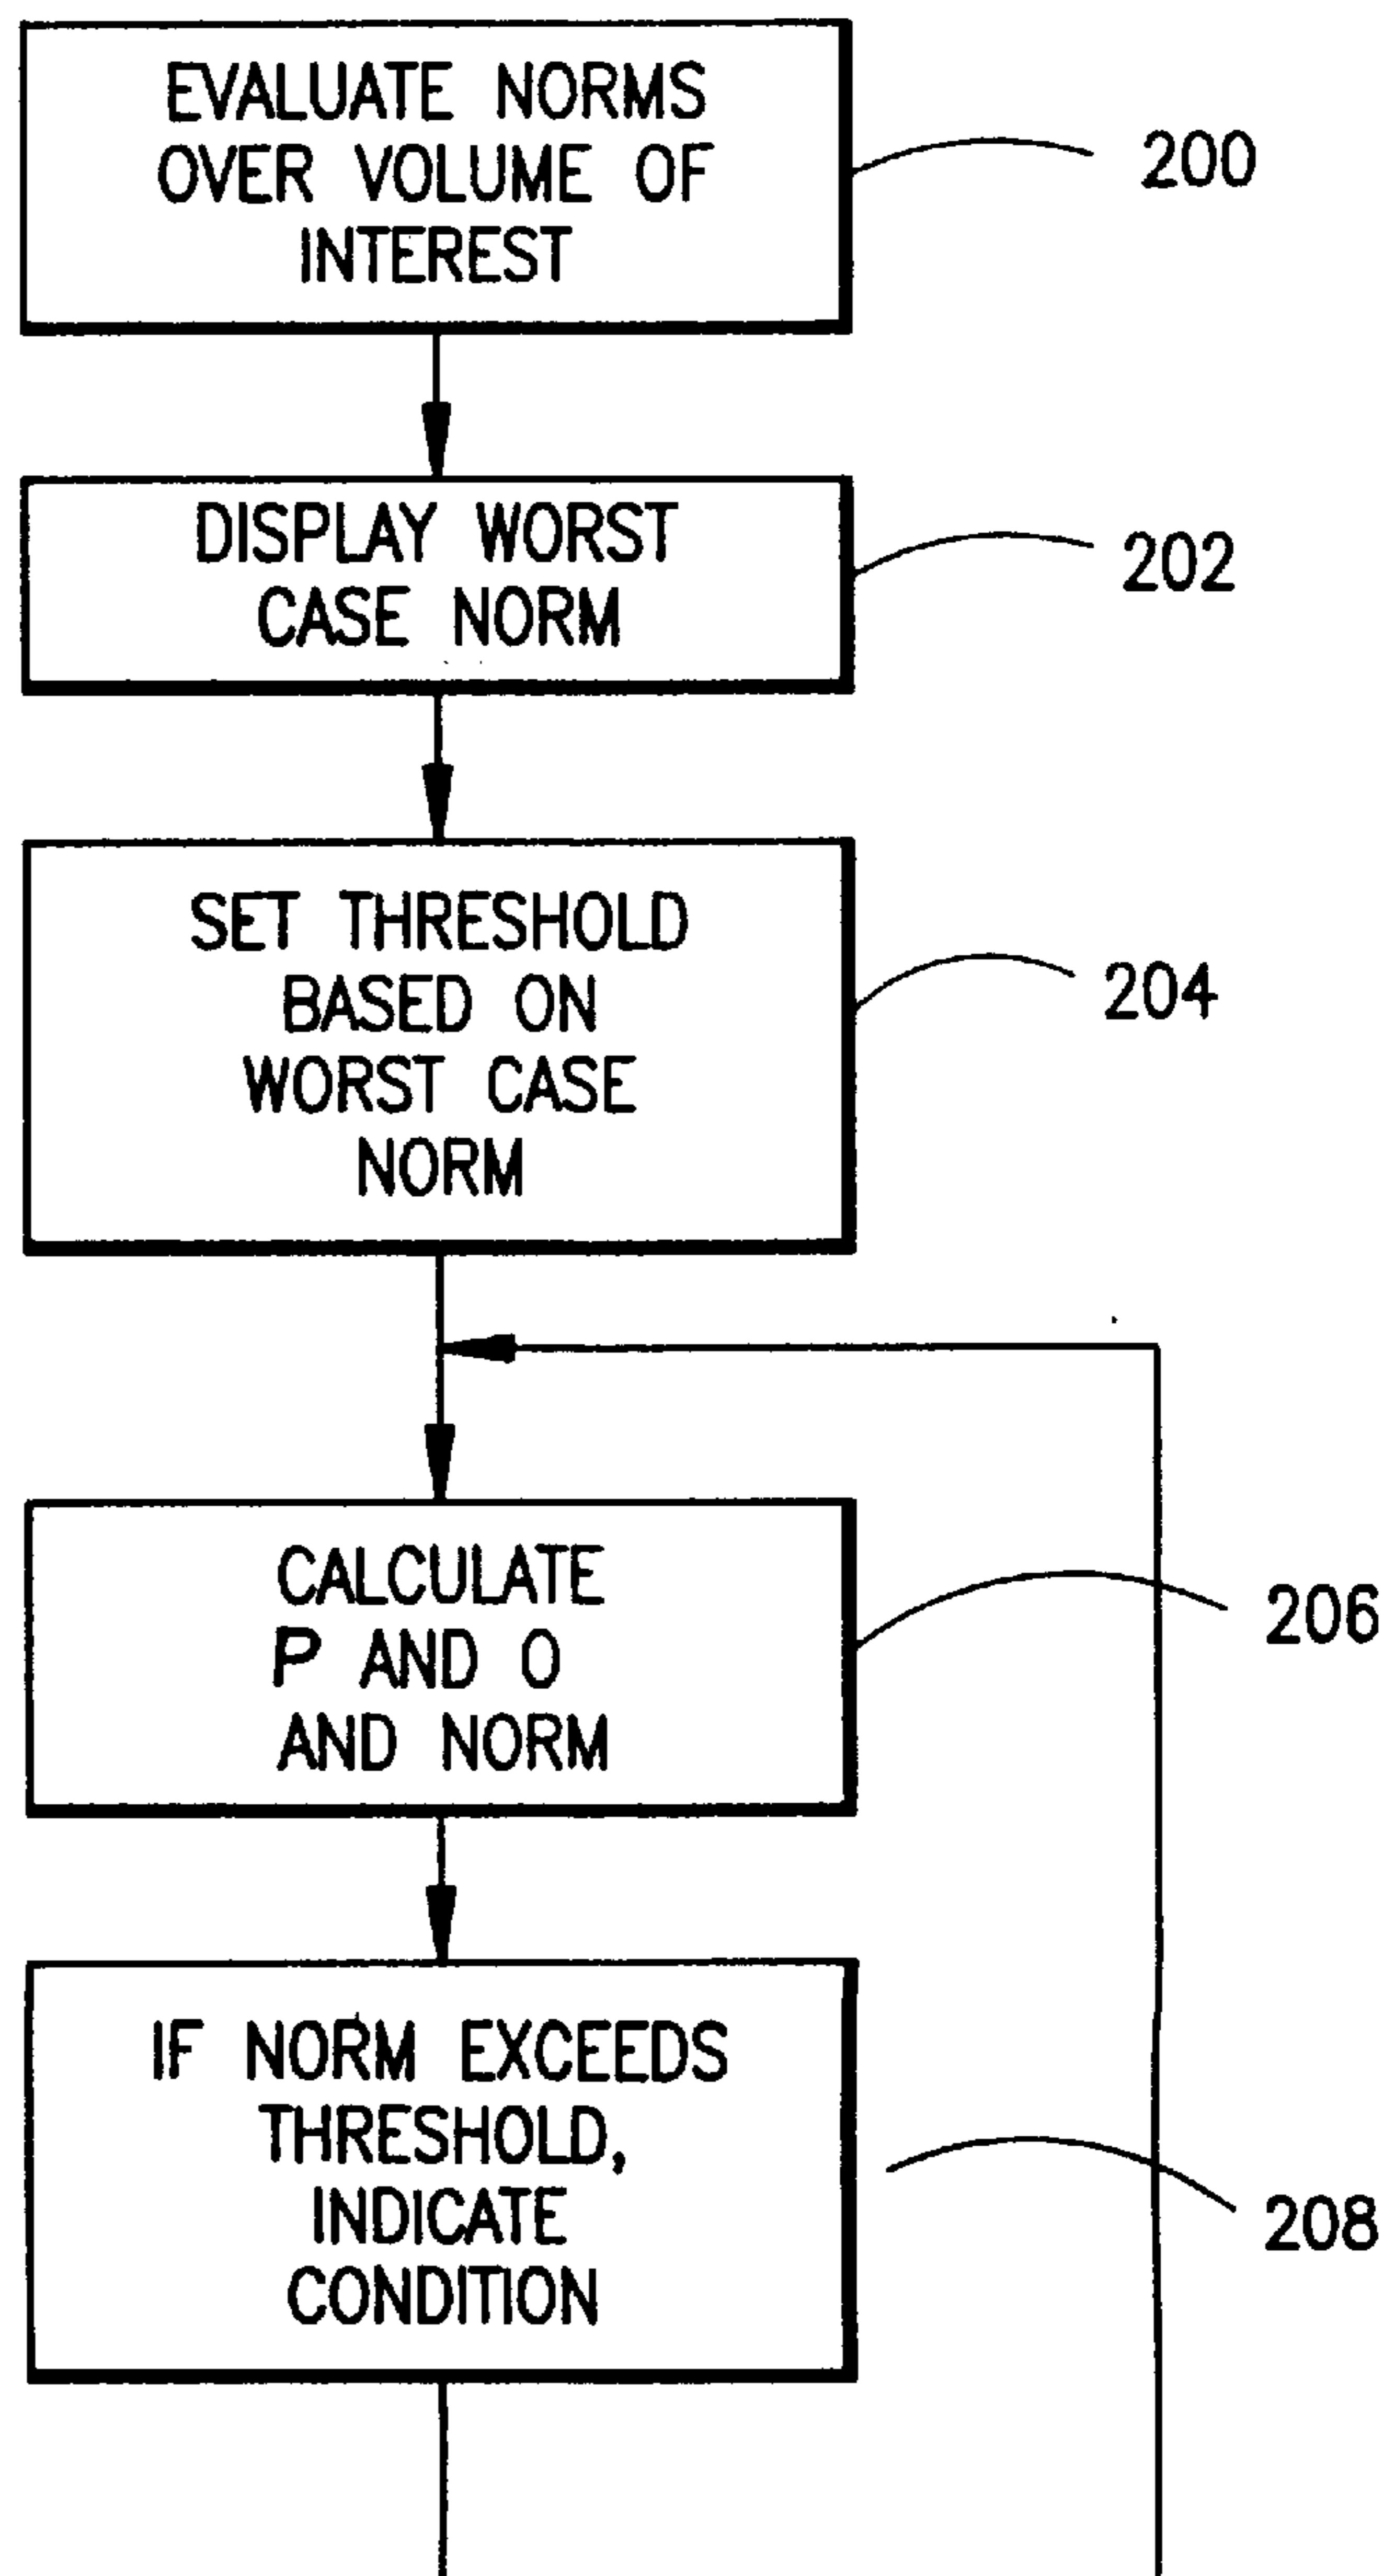 EVALUATE NORMS
OVER VOLUME OF
INTEREST
200
DISPLAY WORST
CASE NORM
202
SET THRESHOLD
BASED ON
WORST CASE
NORM
204
CALCULATE
P AND O
AND NORM
206
IF NORM EXCEEDS
THRESHOLD,
INDICATE
CONDITION
208